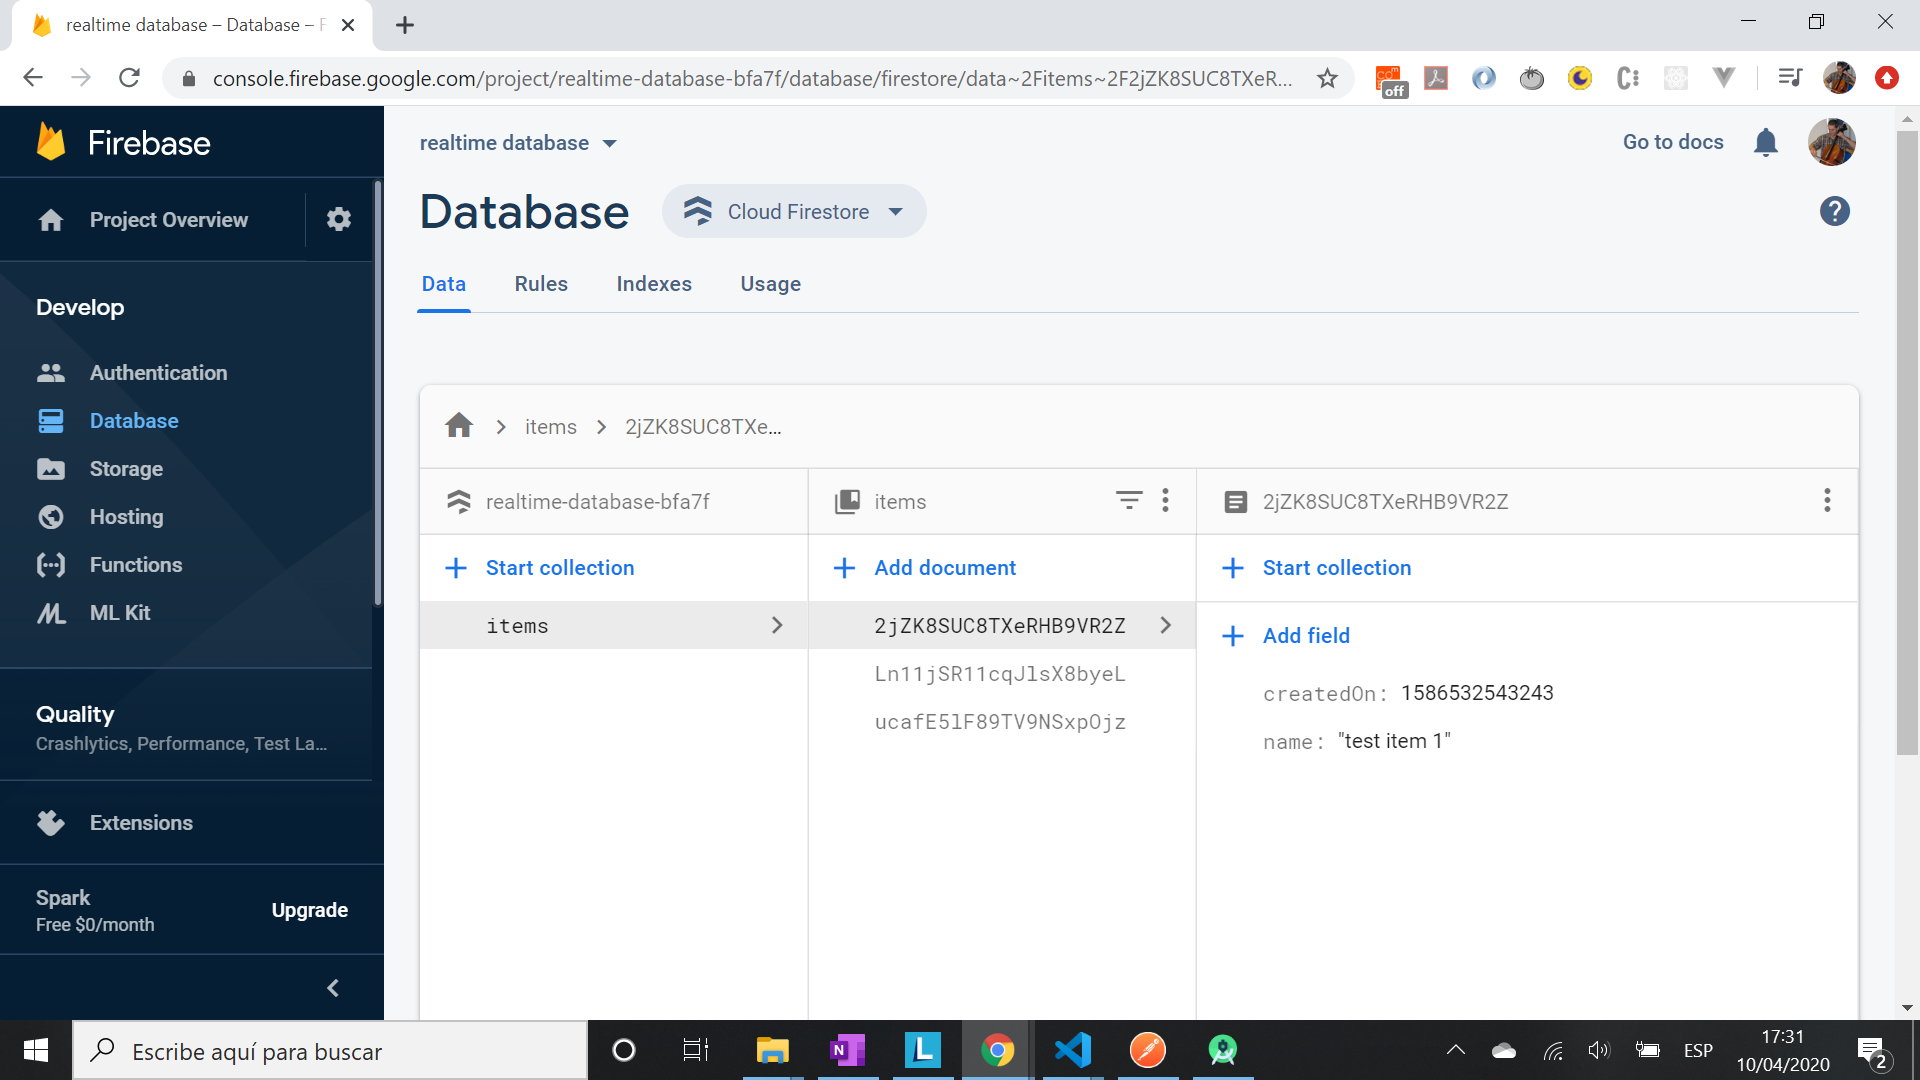 realtime database – Database – F
console.firebase.google.com/project/realtime-database-bfa7f/database/firestore/data~2Fitems~2F2jZK8SUC8TXeR...
com
off
Firebase
realtime database
Go to docs
Project Overview
Database
Cloud Firestore
Data
Rules
Indexes
Usage
Develop
Authentication
Database
Storage
Hosting
Functions
ML Kit
Quality
Crashlytics, Performance, Test La...
Extensions
Spark
Free $0/month
Upgrade
items
2jZK8SUC8TXe...
realtime-database-bfa7f
items
2jZK8SUC8TXeRHB9VR2Z
Start collection
Add document
Start collection
items
2jZK8SUC8TXeRHB9VR2Z
Add field
Ln11jSR11cqJlsX8byeL
createdOn: 1586532543243
ucafE5lF89TV9NSxpOjz
name: "test item 1"
Escribe aquí para buscar
N
L
ESP
17:31
10/04/2020
2